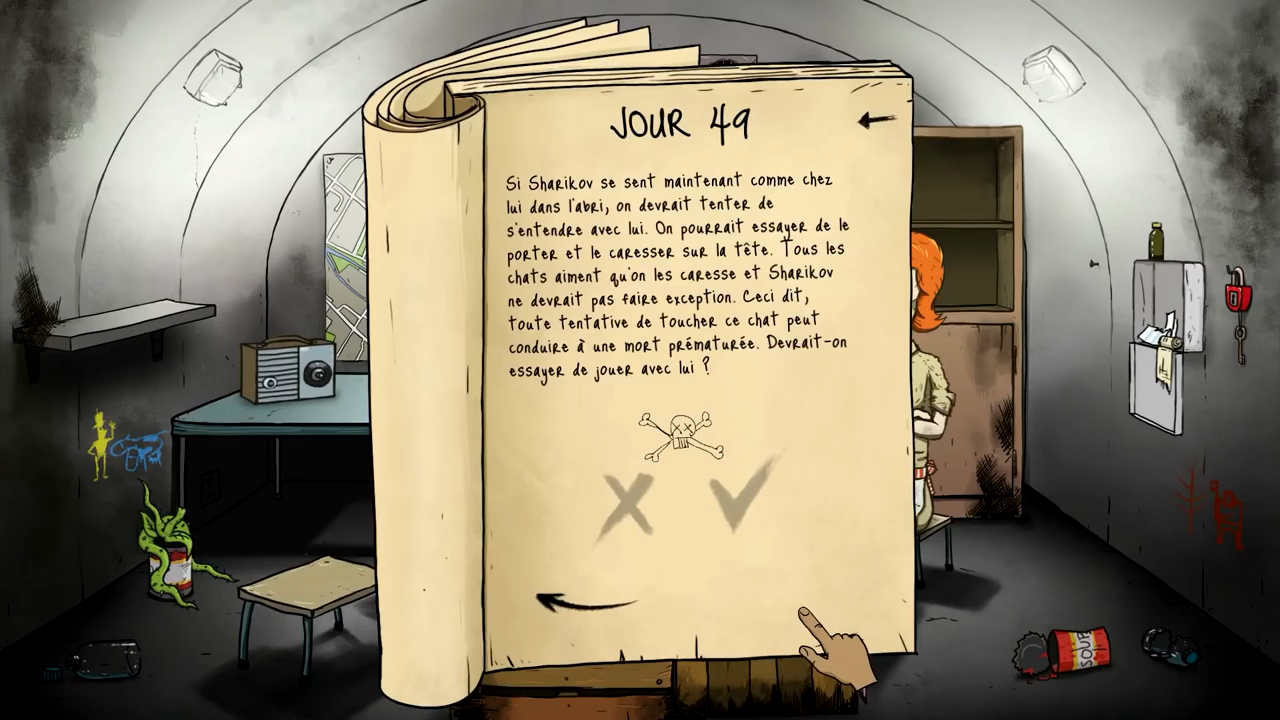 JOUR 49
Si Sharikov se sent maintenant comme chez
lui dans l'abri, on devrait tenter de
s'entendre avec lui. On pourrait essayer de le
porter et le caresser sur la tête. Tous les
chats aiment qu'on les caresse et Sharikov
ne devrait pas faire exception. Ceci dit,
toute tentative de toucher ce chat peut
conduire à une mort prématurée. Devrait-on
essayer de jouer avec lui ?
SOUP